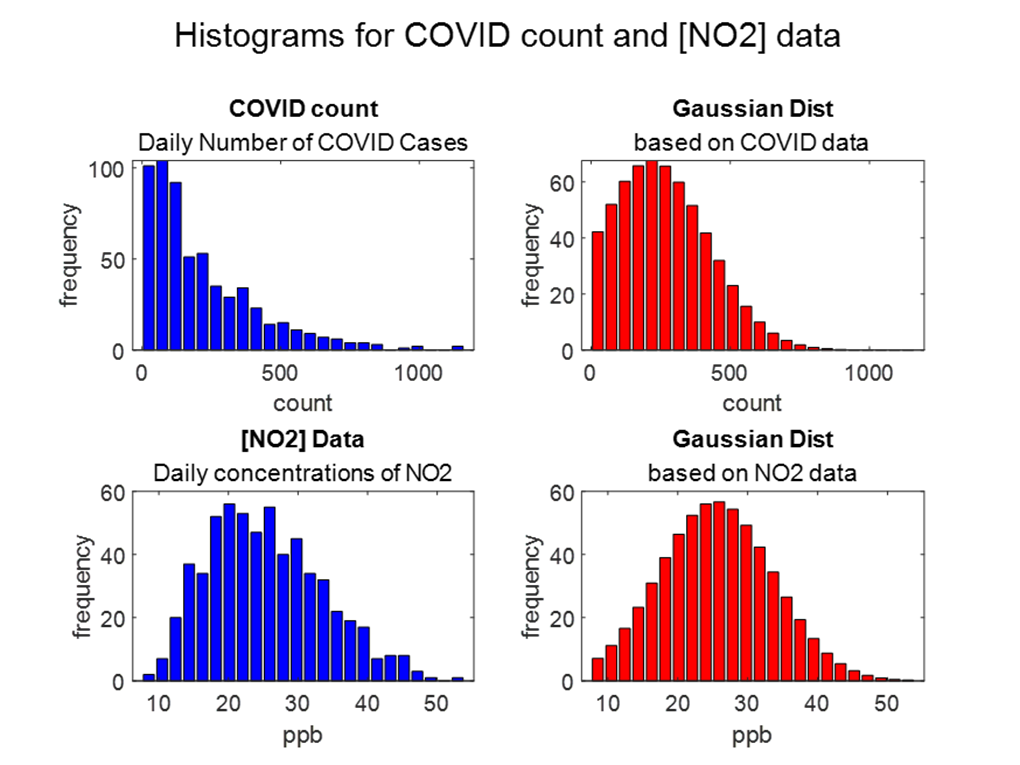 Histograms for COVID count and [NO2] data
COVID count
Daily Number of COVID Cases
100
50
0
frequency
0 500 1000
count
Gaussian Dist
based on COVID data
60
40
20
0
frequency
0 500 1000
count
[NO2] Data
Daily concentrations of NO2
60
40
20
0
frequency
10 20 30 40 50
ppb
Gaussian Dist
based on NO2 data
60
40
20
0
frequency
10 20 30 40 50
ppb